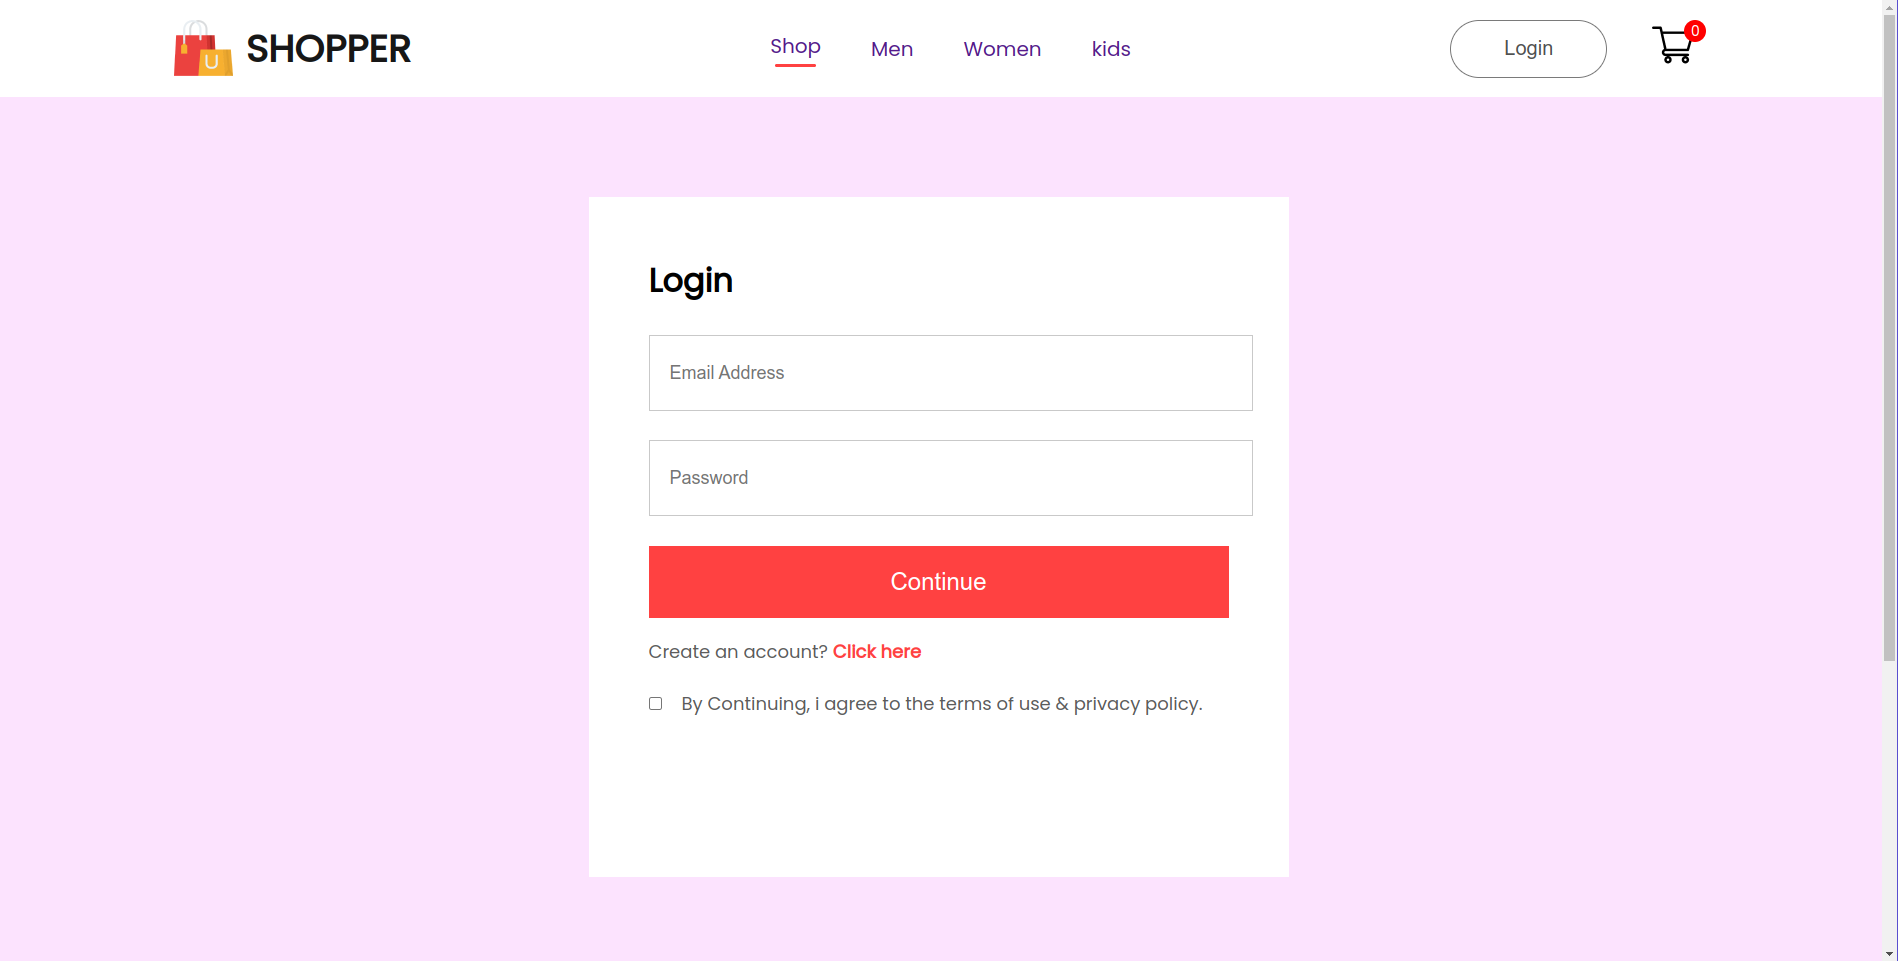 SHOPPER Shop Men Women kids Login 0
U
Login
Email Address
Password
Continue
Create an account? Click here
By Continuing, i agree to the terms of use & privacy policy.